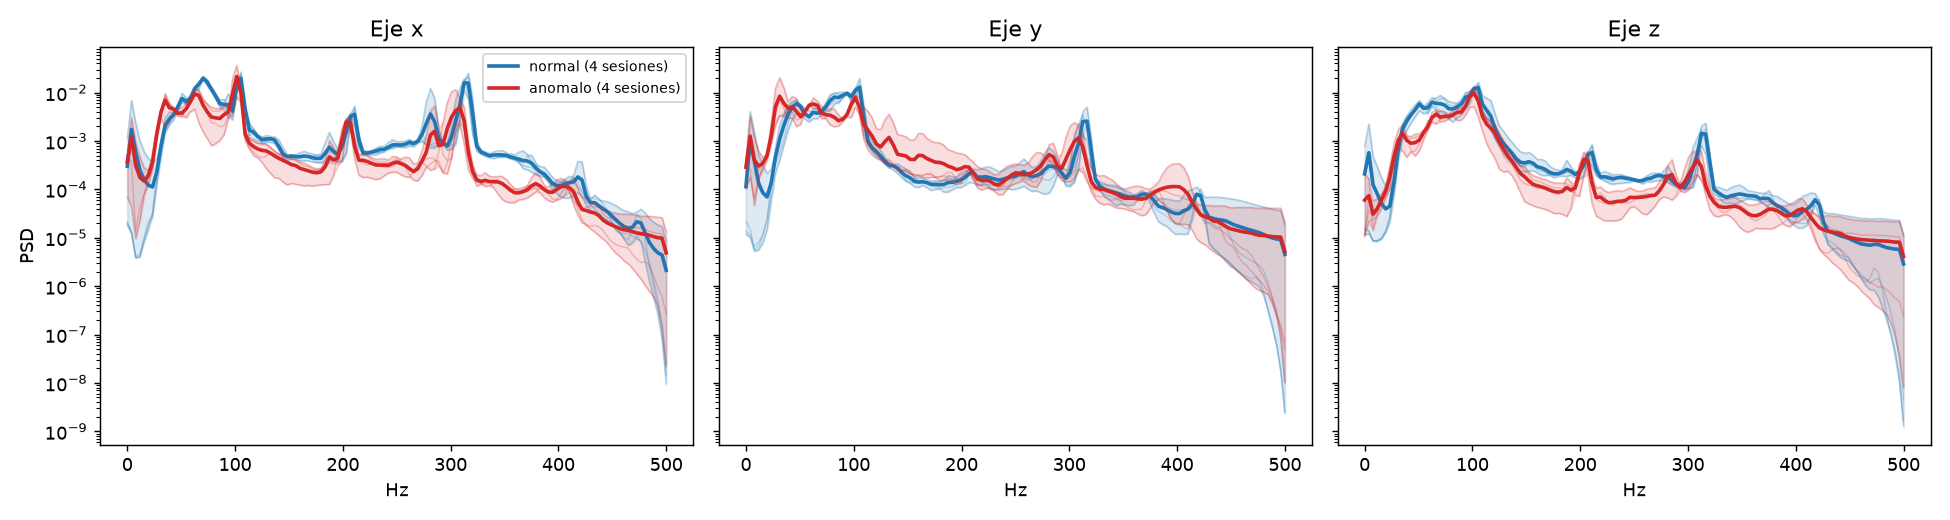 Eje x
Eje y
Eje z
normal (4 sesiones)
anomalo (4 sesiones)
PSD
10⁻²
10⁻³
10⁻⁴
10⁻⁵
10⁻⁶
10⁻⁷
10⁻⁸
10⁻⁹
0 100 200 300 400 500
0 100 200 300 400 500
0 100 200 300 400 500
Hz
Hz
Hz